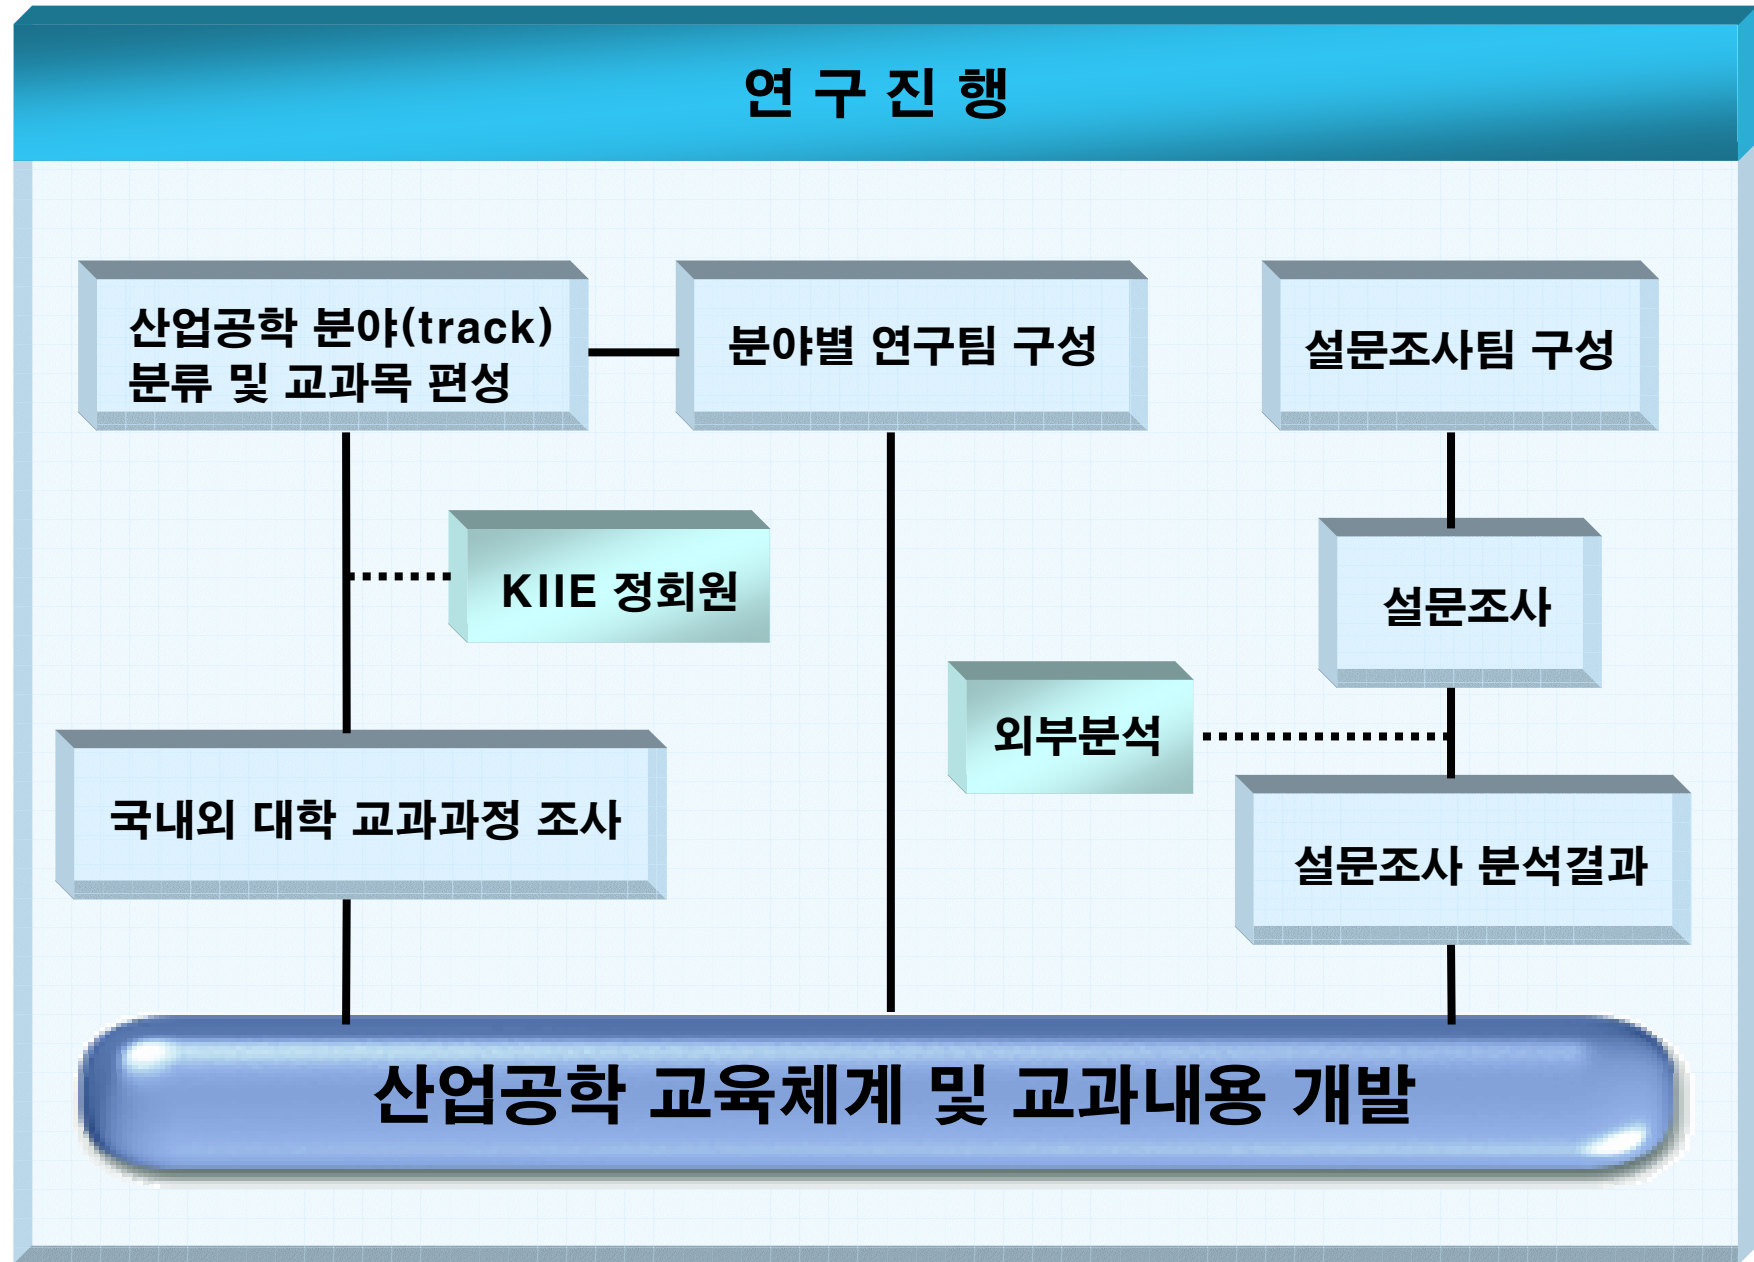 연 구 진 행
산업공학 분야(track)
분류 및 교과목 편성
분야별 연구팀 구성
설문조사팀 구성
KIIE 정회원
설문조사
외부분석
국내외 대학 교과과정 조사
설문조사 분석결과
산업공학 교육체계 및 교과내용 개발